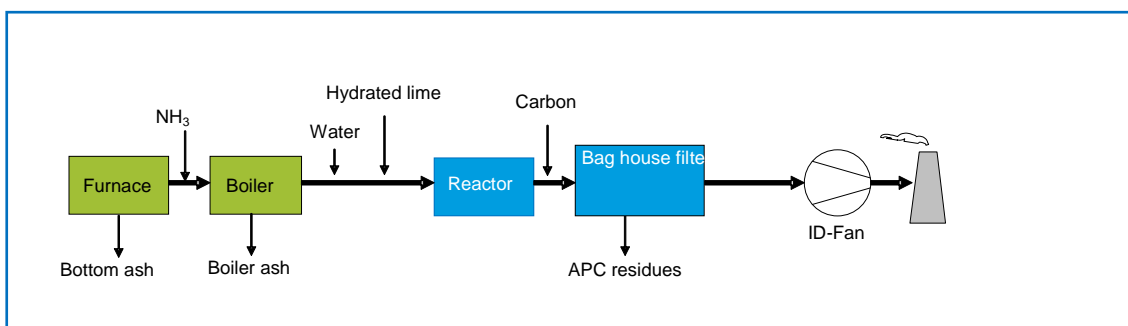 Hydrated lime
Carbon
NH₃
Water
Bag house filte
Furnace
Boiler
Reactor
ID-Fan
Bottom ash
Boiler ash
APC residues